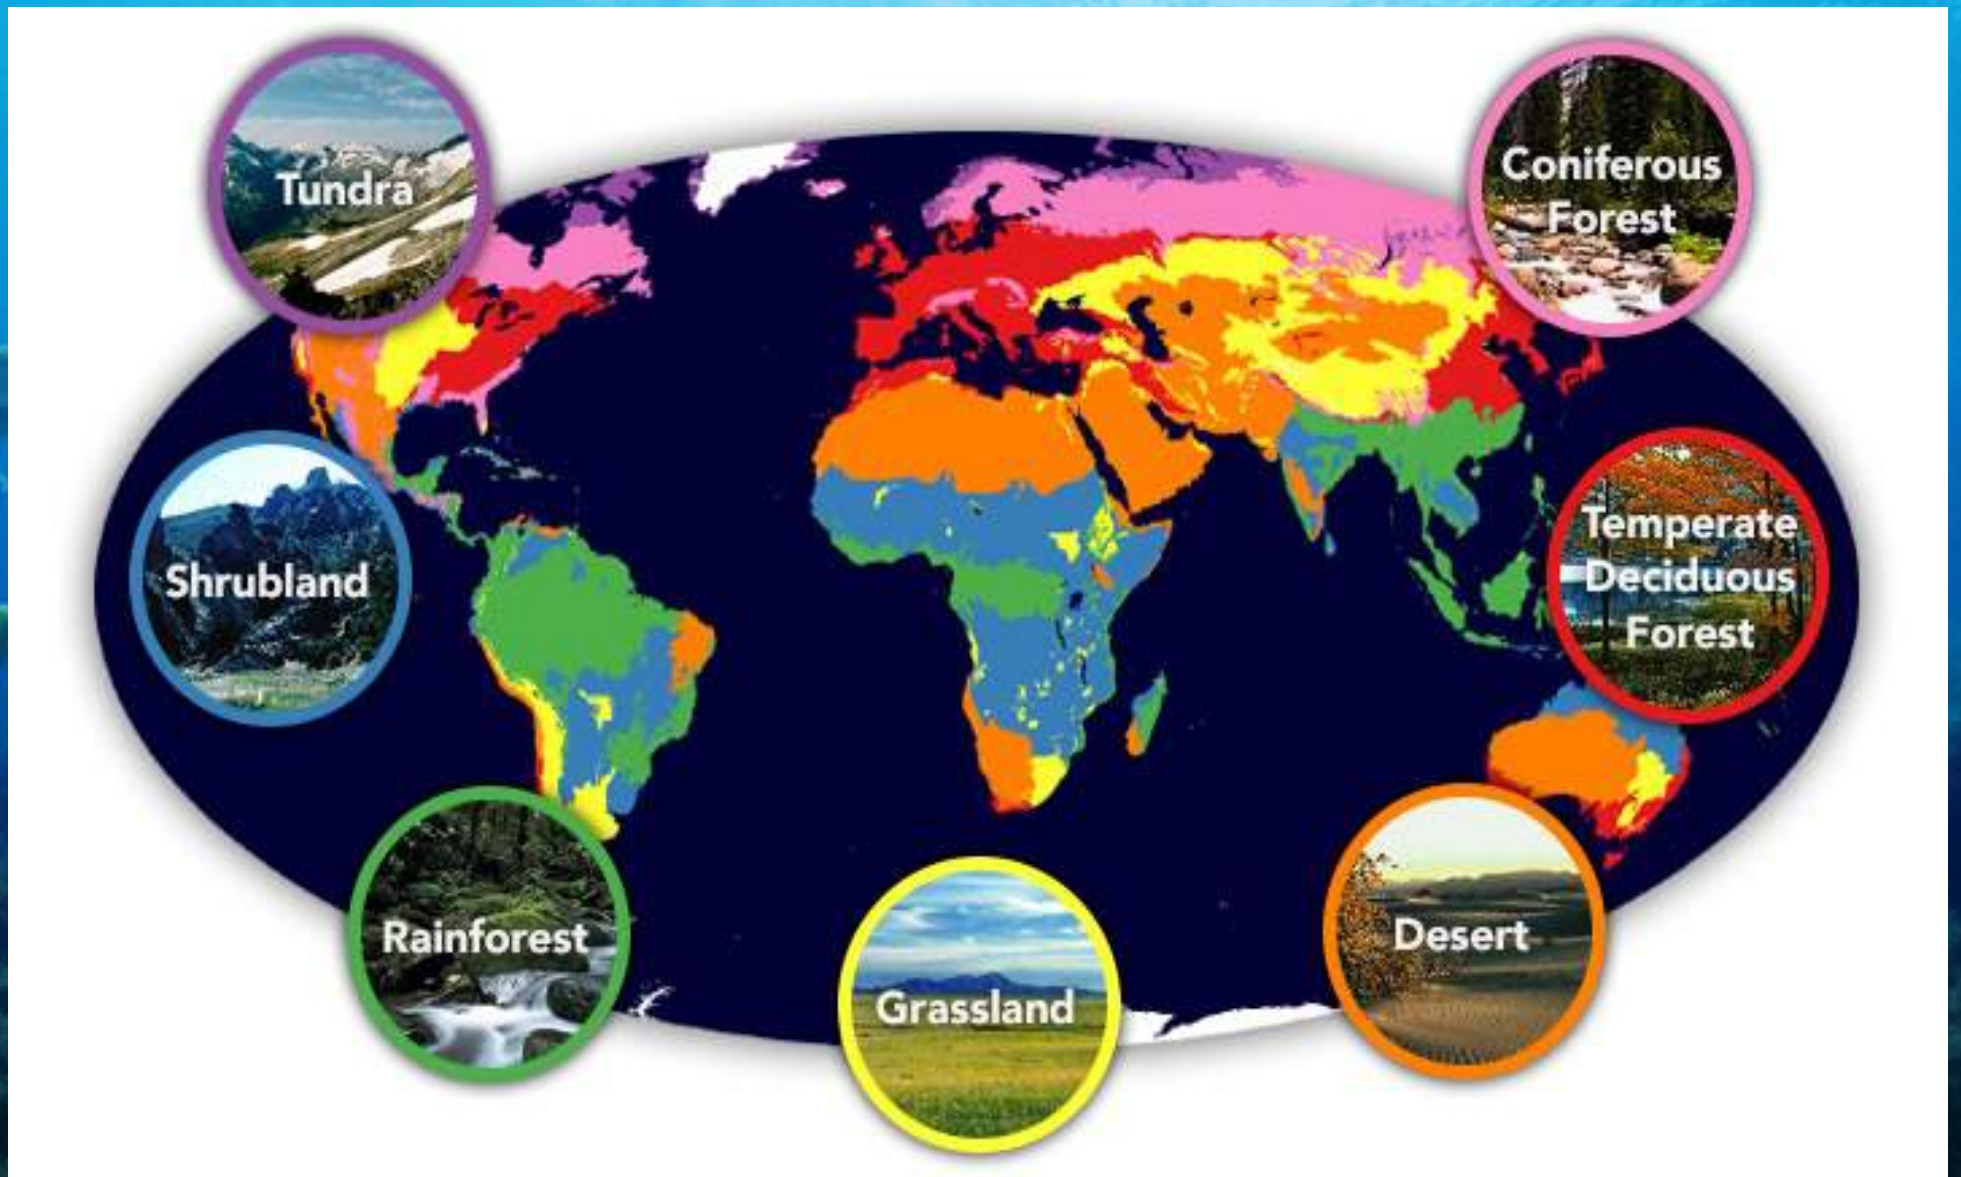 Tundra
Coniferous
Forest
Shrubland
Temperate
Deciduous
Forest
Rainforest
Grassland
Desert